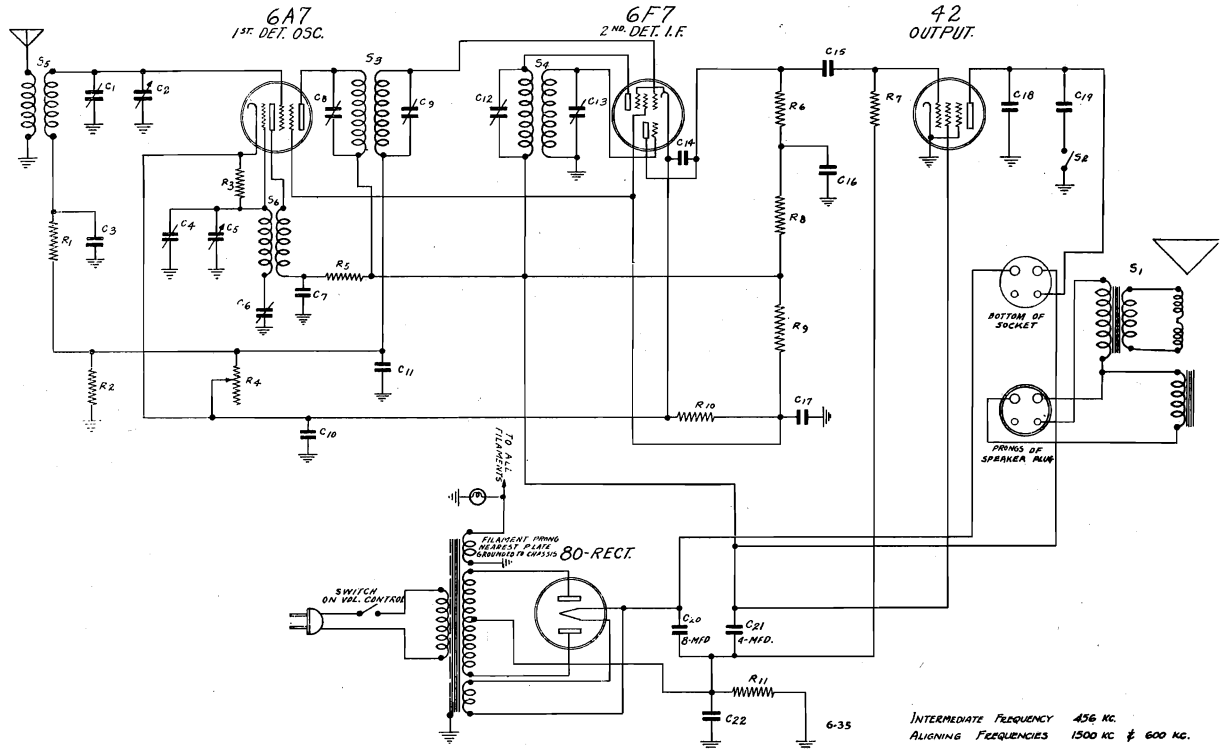 6A7
1ST. DET. OSC.
6F7
2ND. DET. I.F.
42
OUTPUT.
S5
C1
C2
S3
C8
C9
C12
S4
C13
C14
C15
R6
R7
C18
C19
S2
C16
R3
S6
C4
C5
R1
C3
R8
R5
C7
C6
S1
BOTTOM OF
SOCKET
R9
R2
R4
C11
R10
C17
C10
PRONGS OF
SPEAKER PLUG
TO ALL
FILAMENTS
FILAMENT PRONG
NEAREST PLATE
GROUNDED TO CHASSIS
80-RECT.
SWITCH
ON VOL. CONTROL
C20
8-MFD
C21
4-MFD.
R11
C22
6-35
INTERMEDIATE FREQUENCY 456 KC.
ALIGNING FREQUENCIES 1500 KC & 600 KC.